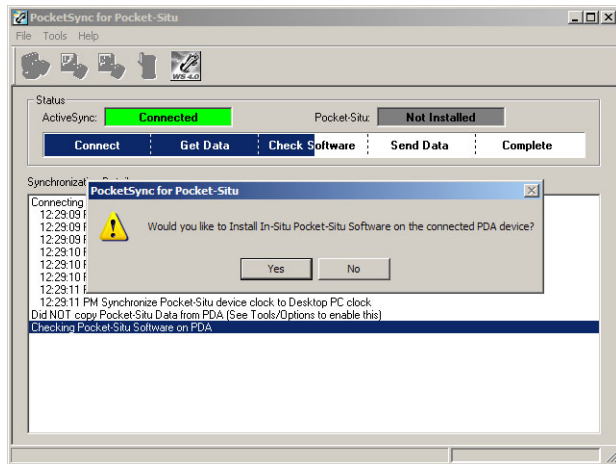 PocketSync for Pocket-Situ
File Tools Help
WS 4.0
Status
ActiveSync: Connected Pocket-Situ: Not Installed
Connect Get Data Check Software Send Data Complete
PocketSync for Pocket-Situ
Connecting
12:29:09
12:29:09
Would you like to Install In-Situ Pocket-Situ Software on the connected PDA device?
12:29:09
12:29:10
12:29:10
Yes No
12:29:10
12:29:11
12:29:11 PM Synchronize Pocket-Situ device clock to Desktop PC clock
Did NOT copy Pocket-Situ Data from PDA (See Tools/Options to enable this)
Checking Pocket-Situ Software on PDA